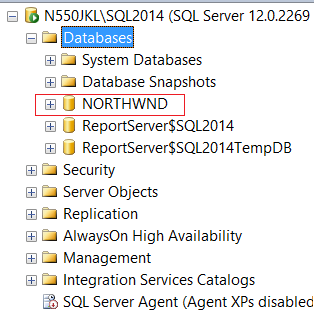 N550JKL\SQL2014 (SQL Server 12.0.2269
Databases
System Databases
Database Snapshots
NORTHWND
ReportServer$SQL2014
ReportServer$SQL2014TempDB
Security
Server Objects
Replication
AlwaysOn High Availability
Management
Integration Services Catalogs
SQL Server Agent (Agent XPs disabled